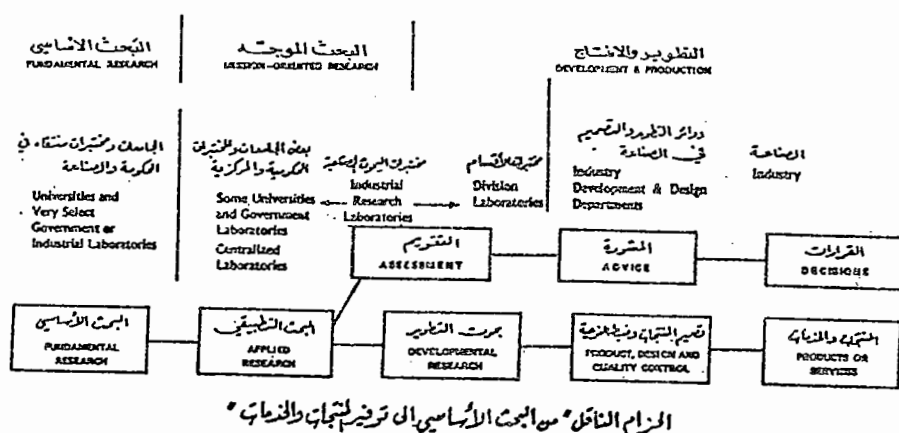 البحث الأساسي
FUNDAMENTAL RESEARCH
البحث الموجه
MISSION-ORIENTED RESEARCH
التطوير والانتاج
DEVELOPMENT & PRODUCTION
الجامعات ومختبرات منتقاه في
الحكومة والصناعة
Universities and
Very Select
Government or
Industrial Laboratories
بعض الجامعات والمختبرات
الحكومية والمركزية
Some Universities
and Government
Laboratories
Centralized
Laboratories
مختبرات البحوث الصناعية
Industrial
Research
Laboratories
مختبرات الأقسام
Division
Laboratories
دوائر التطوير والتصميم
في الصناعة
Industry
Development & Design
Departments
الصناعة
Industry
التقويم
ASSESSMENT
المشورة
ADVICE
القرارات
DECISIONS
البحث الأساسي
FUNDAMENTAL
RESEARCH
البحث التطبيقي
APPLIED
RESEARCH
بحوث التطوير
DEVELOPMENTAL
RESEARCH
تصميم المنتجات وضبط
PRODUCT, DESIGN AND
QUALITY CONTROL
المنتجات والخدمات
PRODUCTS OR
SERVICES
الحزام الناقل " من البحث الأساسي إلى توفير المنتجات والخدمات "